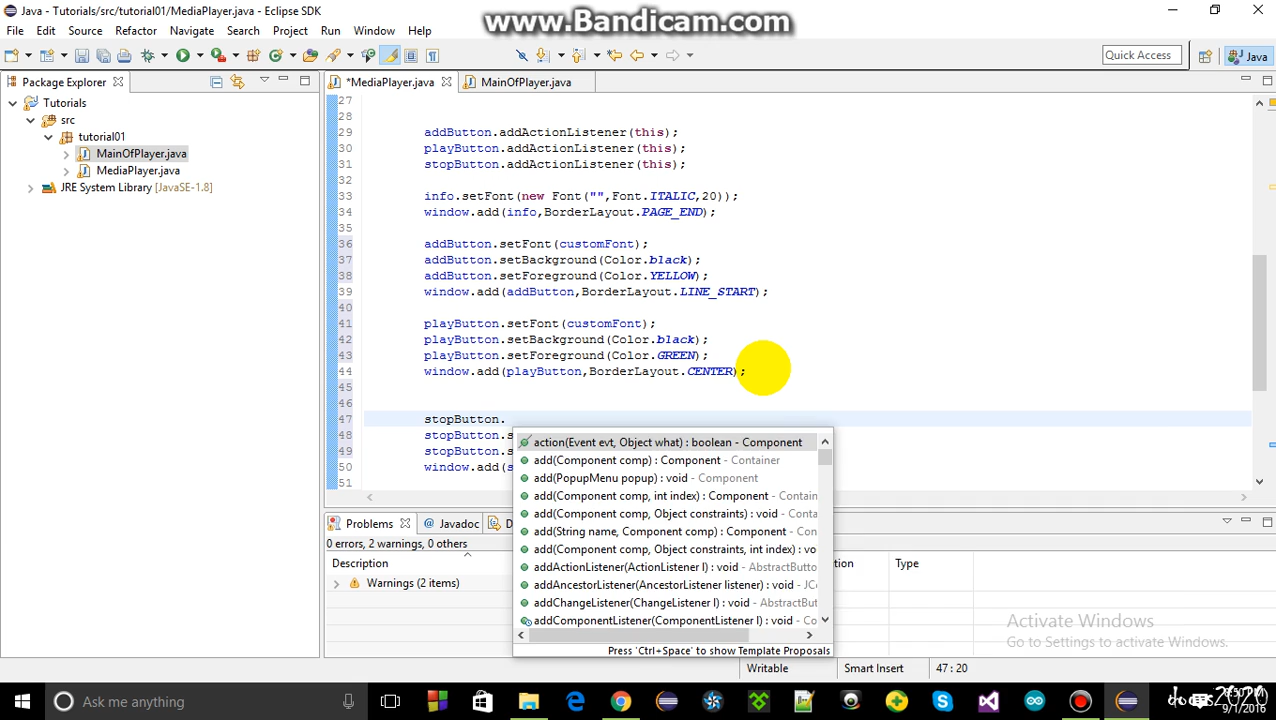 Java - Tutorials/src/tutorial01/MediaPlayer.java - Eclipse SDK
www.Bandicam.com
File Edit Source Refactor Navigate Search Project Run Window Help
Quick Access
Java
Package Explorer
*MediaPlayer.java
MainOfPlayer.java
Tutorials
src
tutorial01
MainOfPlayer.java
MediaPlayer.java
JRE System Library [JavaSE-1.8]
27
28
29 addButton.addActionListener(this);
30 playButton.addActionListener(this);
31 stopButton.addActionListener(this);
32
33 info.setFont(new Font("",Font.ITALIC,20));
34 window.add(info,BorderLayout.PAGE_END);
35
36 addButton.setFont(customFont);
37 addButton.setBackground(Color.black);
38 addButton.setForeground(Color.YELLOW);
39 window.add(addButton,BorderLayout.LINE_START);
40
41 playButton.setFont(customFont);
42 playButton.setBackground(Color.black);
43 playButton.setForeground(Color.GREEN);
44 window.add(playButton,BorderLayout.CENTER);
45
46
47 stopButton.
48 stopButton.s
49 stopButton.s
50 window.add(s
51
action(Event evt, Object what) : boolean - Component
add(Component comp) : Component - Container
add(PopupMenu popup) : void - Component
add(Component comp, int index) : Component - Contain
add(Component comp, Object constraints) : void - Conta
add(String name, Component comp) : Component - Con
add(Component comp, Object constraints, int index) : vo
addActionListener(ActionListener l) : void - AbstractButto
addAncestorListener(AncestorListener listener) : void - JC
addChangeListener(ChangeListener l) : void - AbstractBut
addComponentListener(ComponentListener l) : void - Co
Press 'Ctrl+Space' to show Template Proposals
Problems @ Javadoc D
0 errors, 2 warnings, 0 others
Description ation Type
Warnings (2 items)
Activate Windows
Go to Settings to activate Windows.
Writable Smart Insert 47 : 20
Ask me anything
9/1/2016